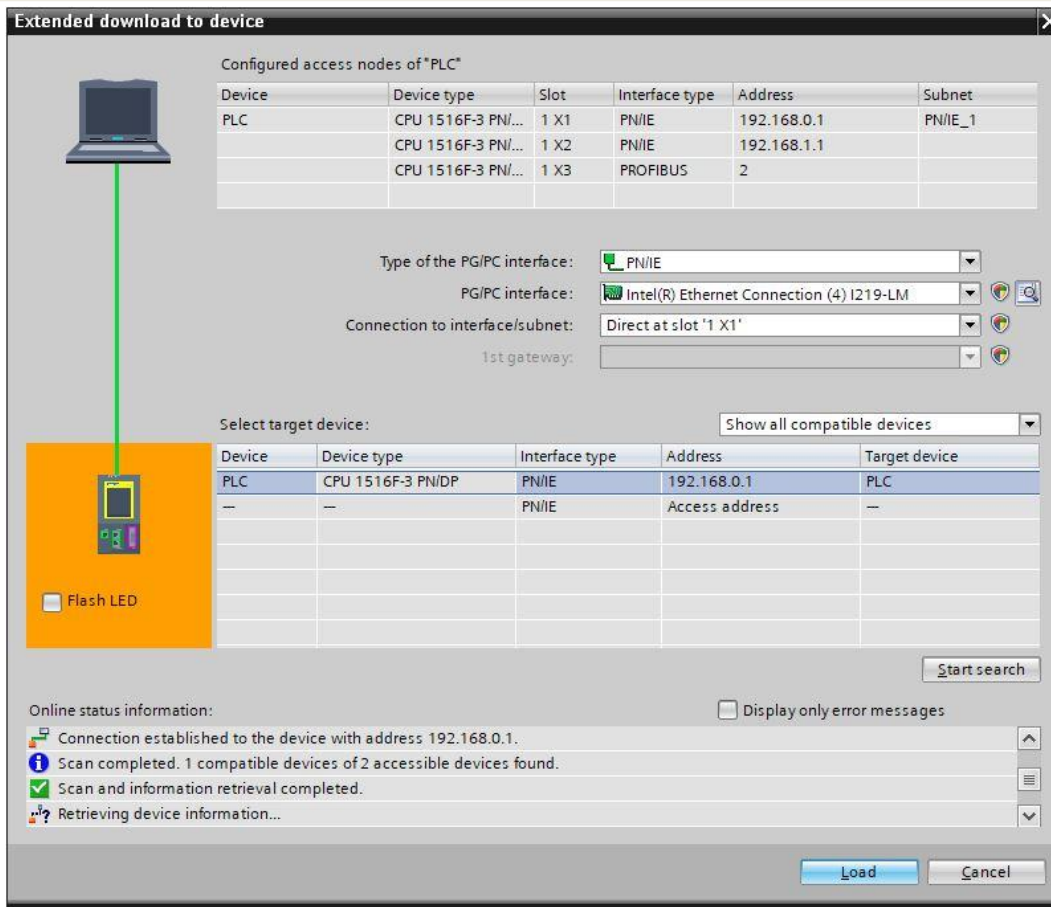 Extended download to device
Configured access nodes of "PLC"
Device Device type Slot Interface type Address Subnet
PLC CPU 1516F-3 PN/... 1 X1 PN/IE 192.168.0.1 PN/IE_1
CPU 1516F-3 PN/... 1 X2 PN/IE 192.168.1.1
CPU 1516F-3 PN/... 1 X3 PROFIBUS 2
Type of the PG/PC interface: PN/IE
PG/PC interface: Intel(R) Ethernet Connection (4) I219-LM
Connection to interface/subnet: Direct at slot '1 X1'
1st gateway:
Select target device: Show all compatible devices
Device Device type Interface type Address Target device
PLC CPU 1516F-3 PN/DP PN/IE 192.168.0.1 PLC
— — PN/IE Access address —
Flash LED
Start search
Online status information: Display only error messages
Connection established to the device with address 192.168.0.1.
Scan completed. 1 compatible devices of 2 accessible devices found.
Scan and information retrieval completed.
Retrieving device information...
Load Cancel